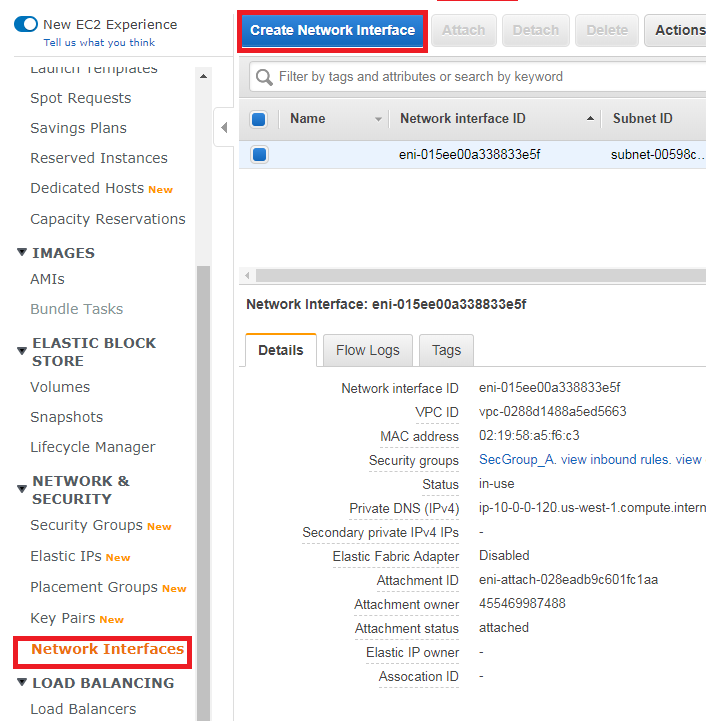 New EC2 Experience
Tell us what you think
Launch Templates
Spot Requests
Savings Plans
Reserved Instances
Dedicated Hosts New
Capacity Reservations
IMAGES
AMIs
Bundle Tasks
ELASTIC BLOCK
STORE
Volumes
Snapshots
Lifecycle Manager
NETWORK &
SECURITY
Security Groups New
Elastic IPs New
Placement Groups New
Key Pairs New
Network Interfaces
LOAD BALANCING
Load Balancers
Create Network Interface Attach Detach Delete Actions
Filter by tags and attributes or search by keyword
Name Network interface ID Subnet ID
eni-015ee00a338833e5f subnet-00598c...
Network Interface: eni-015ee00a338833e5f
Details Flow Logs Tags
Network interface ID eni-015ee00a338833e5f
VPC ID vpc-0288d1488a5ed5663
MAC address 02:19:58:a5:f6:c3
Security groups SecGroup_A. view inbound rules. view
Status in-use
Private DNS (IPv4) ip-10-0-0-120.us-west-1.compute.intern
Secondary private IPv4 IPs -
Elastic Fabric Adapter Disabled
Attachment ID eni-attach-028eadb9c601fc1aa
Attachment owner 455469987488
Attachment status attached
Elastic IP owner -
Assocation ID -